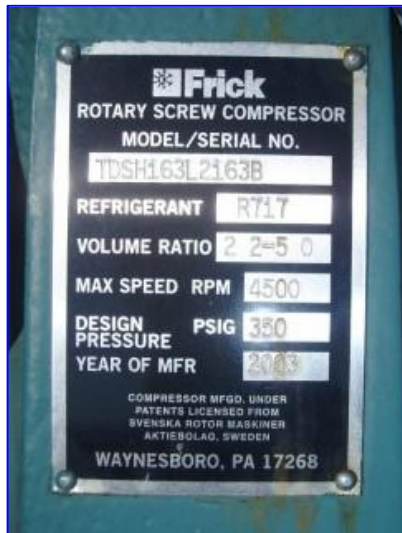 Frick
ROTARY SCREW COMPRESSOR
MODEL/SERIAL NO.
TDSH163L2163B
REFRIGERANT R717
VOLUME RATIO 2 2=5 0
MAX SPEED RPM 4500
DESIGN PRESSURE PSIG 350
YEAR OF MFR 2003
COMPRESSOR MFGD. UNDER
PATENTS LICENSED FROM
SVENSKA ROTOR MASKINER
AKTIEBOLAG, SWEDEN
WAYNESBORO, PA 17268